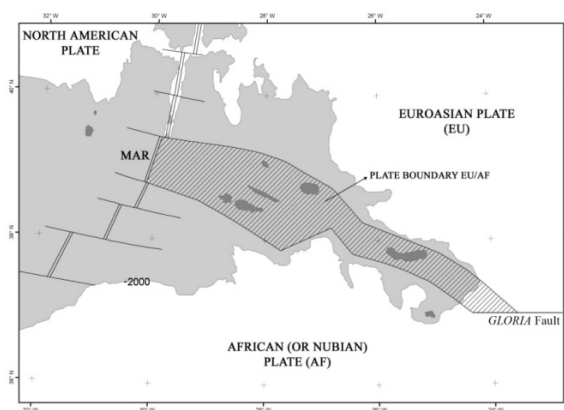 32°W 30°W 28°W 26°W 24°W
NORTH AMERICAN
PLATE
40°N
EUROASIAN PLATE
(EU)
MAR
PLATE BOUNDARY EU/AF
-2000
GLORIA Fault
AFRICAN (OR NUBIAN)
PLATE (AF)